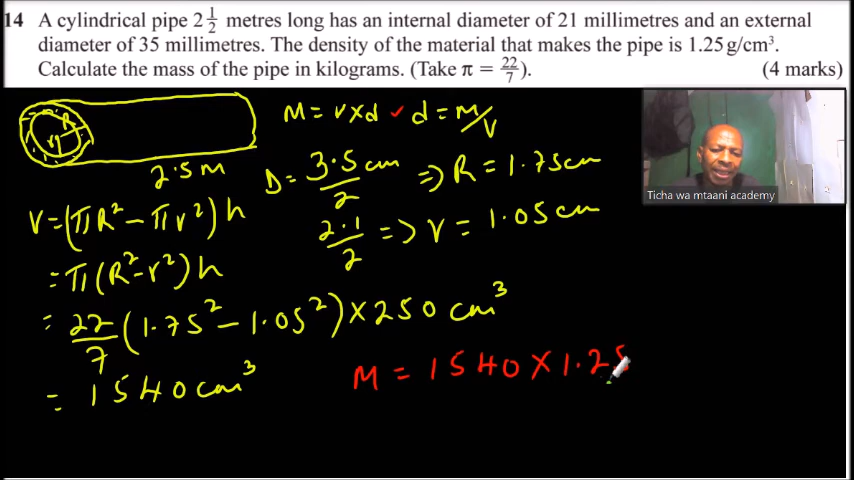 14 A cylindrical pipe 2 1/2 metres long has an internal diameter of 21 millimetres and an external
diameter of 35 millimetres. The density of the material that makes the pipe is 1.25 g/cm³.
Calculate the mass of the pipe in kilograms. (Take π = 22/7). (4 marks)
R
r
2.5 M
M = V x d ✓ d = M/V
D = 3.5 cm/2 => R = 1.75cm
2.1/2 => r = 1.05 cm
V = (πR² - πr²) h
= π(R² - r²) h
= 22/7 (1.75² - 1.05²) × 250 cm³
= 1540 cm³
M = 1540 × 1.25
Ticha wa mtaani academy